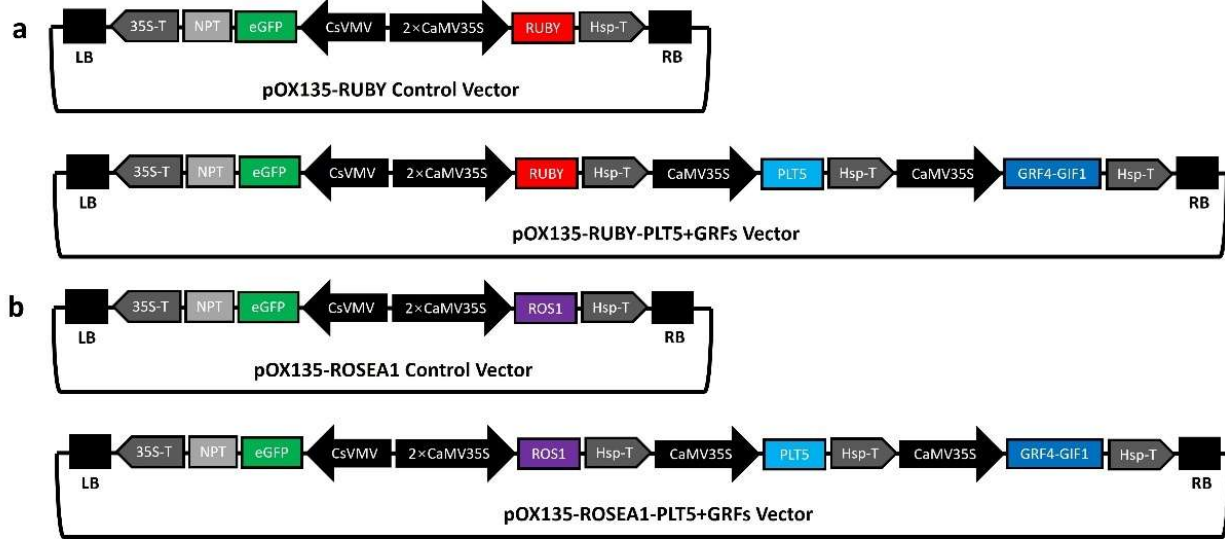 a
35S-T NPT eGFP CsVMV 2×CaMV35S RUBY Hsp-T
LB RB
pOX135-RUBY Control Vector
35S-T NPT eGFP CsVMV 2×CaMV35S RUBY Hsp-T CaMV35S PLT5 Hsp-T CaMV35S GRF4-GIF1 Hsp-T
LB RB
pOX135-RUBY-PLT5+GRFs Vector
b
35S-T NPT eGFP CsVMV 2×CaMV35S ROS1 Hsp-T
LB RB
pOX135-ROSEA1 Control Vector
35S-T NPT eGFP CsVMV 2×CaMV35S ROS1 Hsp-T CaMV35S PLT5 Hsp-T CaMV35S GRF4-GIF1 Hsp-T
LB RB
pOX135-ROSEA1-PLT5+GRFs Vector